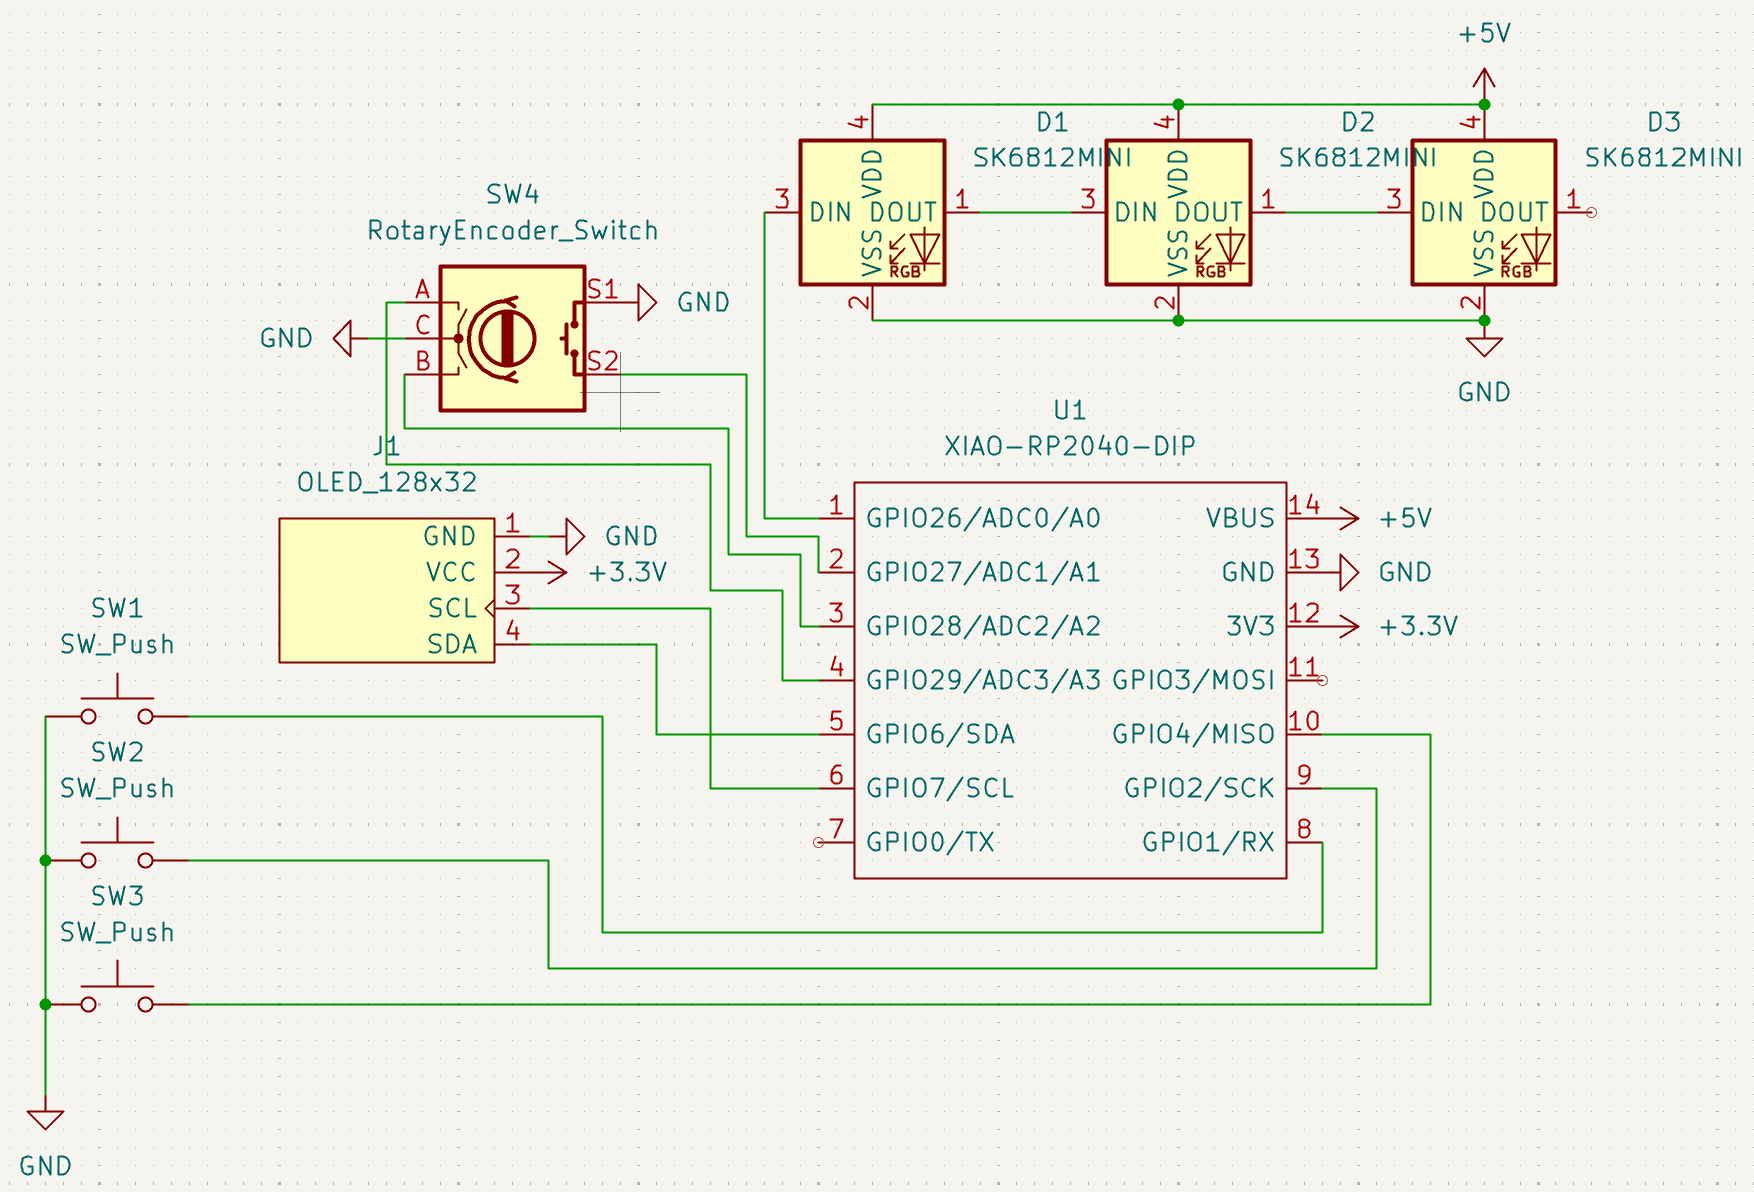 +5V
D1
SK6812MINI
D2
SK6812MINI
D3
SK6812MINI
4
VDD
3
DIN
DOUT
1
VSS
RGB
2
4
VDD
3
DIN
DOUT
1
VSS
RGB
2
4
VDD
3
DIN
DOUT
1
VSS
RGB
2
GND
SW4
RotaryEncoder_Switch
A
C
B
S1
S2
GND
GND
J1
OLED_128x32
GND
1
GND
VCC
2
+3.3V
SCL
3
SDA
4
U1
XIAO-RP2040-DIP
1
GPIO26/ADC0/A0
VBUS
14
+5V
2
GPIO27/ADC1/A1
GND
13
GND
3
GPIO28/ADC2/A2
3V3
12
+3.3V
4
GPIO29/ADC3/A3
GPIO3/MOSI
11
5
GPIO6/SDA
GPIO4/MISO
10
6
GPIO7/SCL
GPIO2/SCK
9
7
GPIO0/TX
GPIO1/RX
8
SW1
SW_Push
SW2
SW_Push
SW3
SW_Push
GND